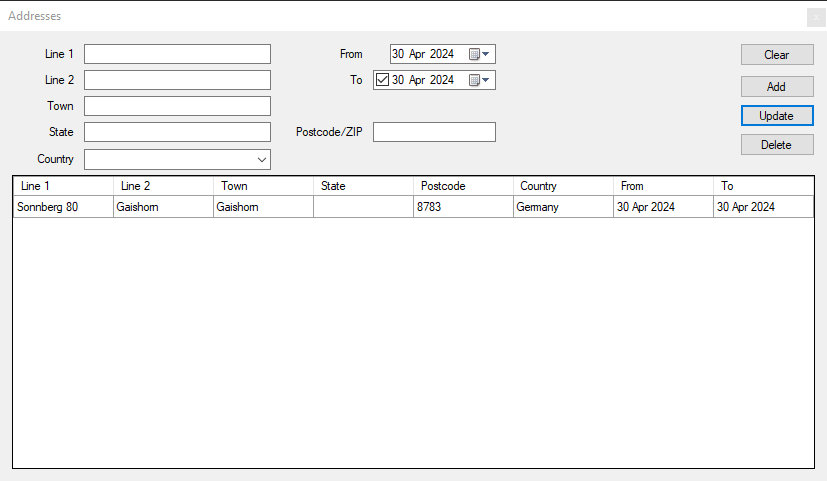 Addresses
Line 1 From 30 Apr 2024 Clear
Line 2 To 30 Apr 2024 Add
Town Update
State Postcode/ZIP Delete
Country
Line 1 Line 2 Town State Postcode Country From To
Sonnberg 80 Gaishorn Gaishorn 8783 Germany 30 Apr 2024 30 Apr 2024